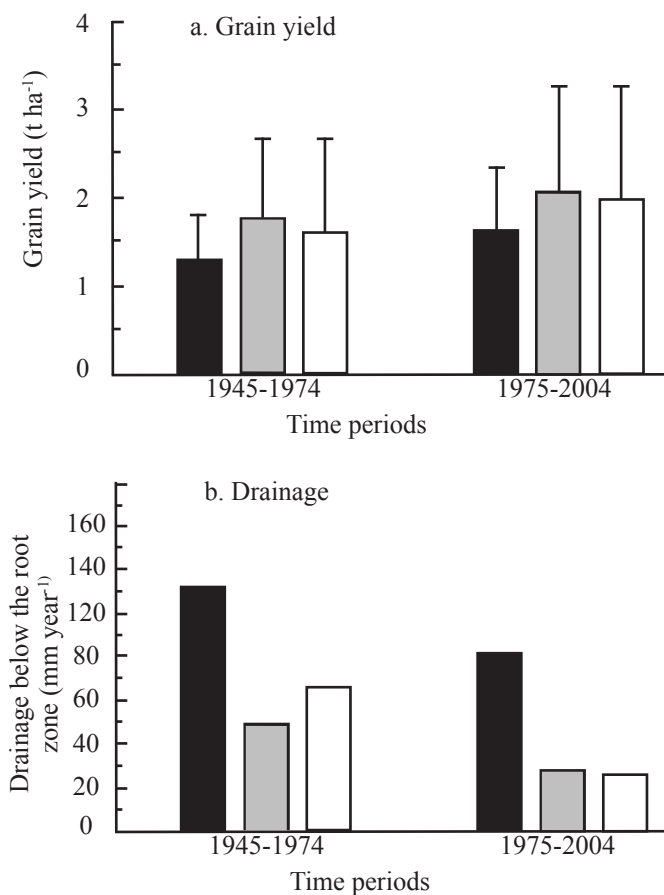 a. Grain yield
Grain yield (t ha⁻¹)
4
3
2
1
0
1945-1974
1975-2004
Time periods
b. Drainage
Drainage below the root
zone (mm year⁻¹)
160
140
120
80
60
40
20
0
1945-1974
1975-2004
Time periods